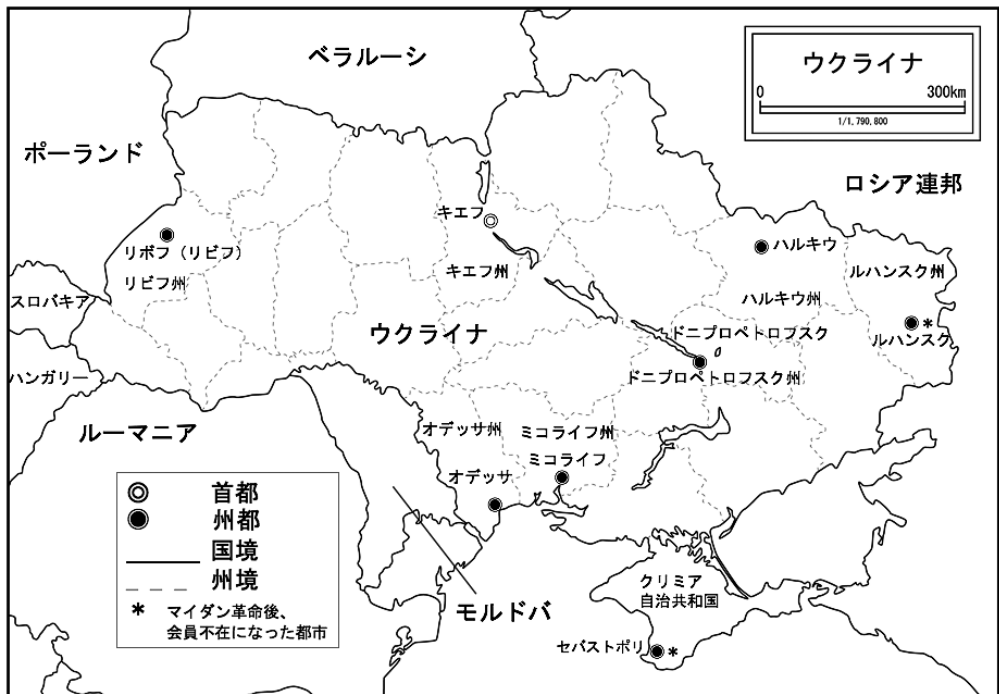 ベラルーシ
ウクライナ
0 300km
1/1,790,800
ポーランド
ロシア連邦
キエフ
リボフ（リビフ）
ハルキウ
キエフ州
ルハンスク州
リビフ州
スロバキア
ハルキウ州
＊
ウクライナ
ドニプロペトロフスク
ルハンスク
ハンガリー
ドニプロペトロフスク州
ルーマニア
オデッサ州
ミコライフ州
オデッサ
ミコライフ
首都
州都
国境
州境
＊ マイダン革命後、
会員不在になった都市
モルドバ
クリミア
自治共和国
セバストポリ ＊